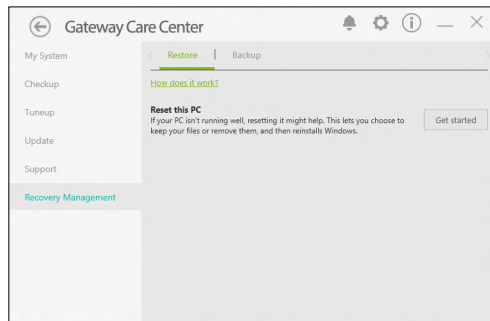 Gateway Care Center
My System
Restore
Backup
Checkup
How does it work?
Reset this PC
If your PC isn't running well, resetting it might help. This lets you choose to
keep your files or remove them, and then reinstalls Windows.
Get started
Tuneup
Update
Support
Recovery Management